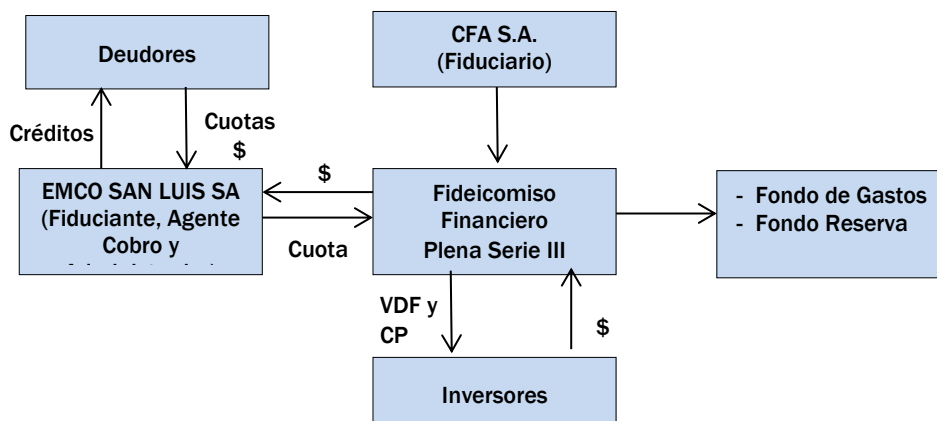 Deudores
CFA S.A.
(Fiduciario)
Créditos
Cuotas
$
EMCO SAN LUIS SA
(Fiduciante, Agente
Cobro y
$
Cuota
Fideicomiso
Financiero
Plena Serie III
- Fondo de Gastos
- Fondo Reserva
VDF y
CP
$
Inversores